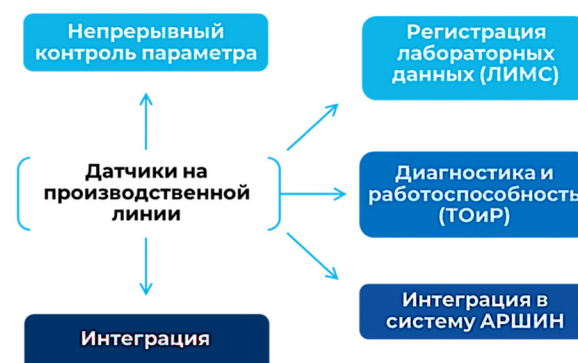 Непрерывный
контроль параметра
Регистрация
лабораторных
данных (ЛИМС)
Датчики на
производственной
линии
Диагностика и
работоспособность
(ТОиР)
Интеграция
Интеграция в
систему АРШИН